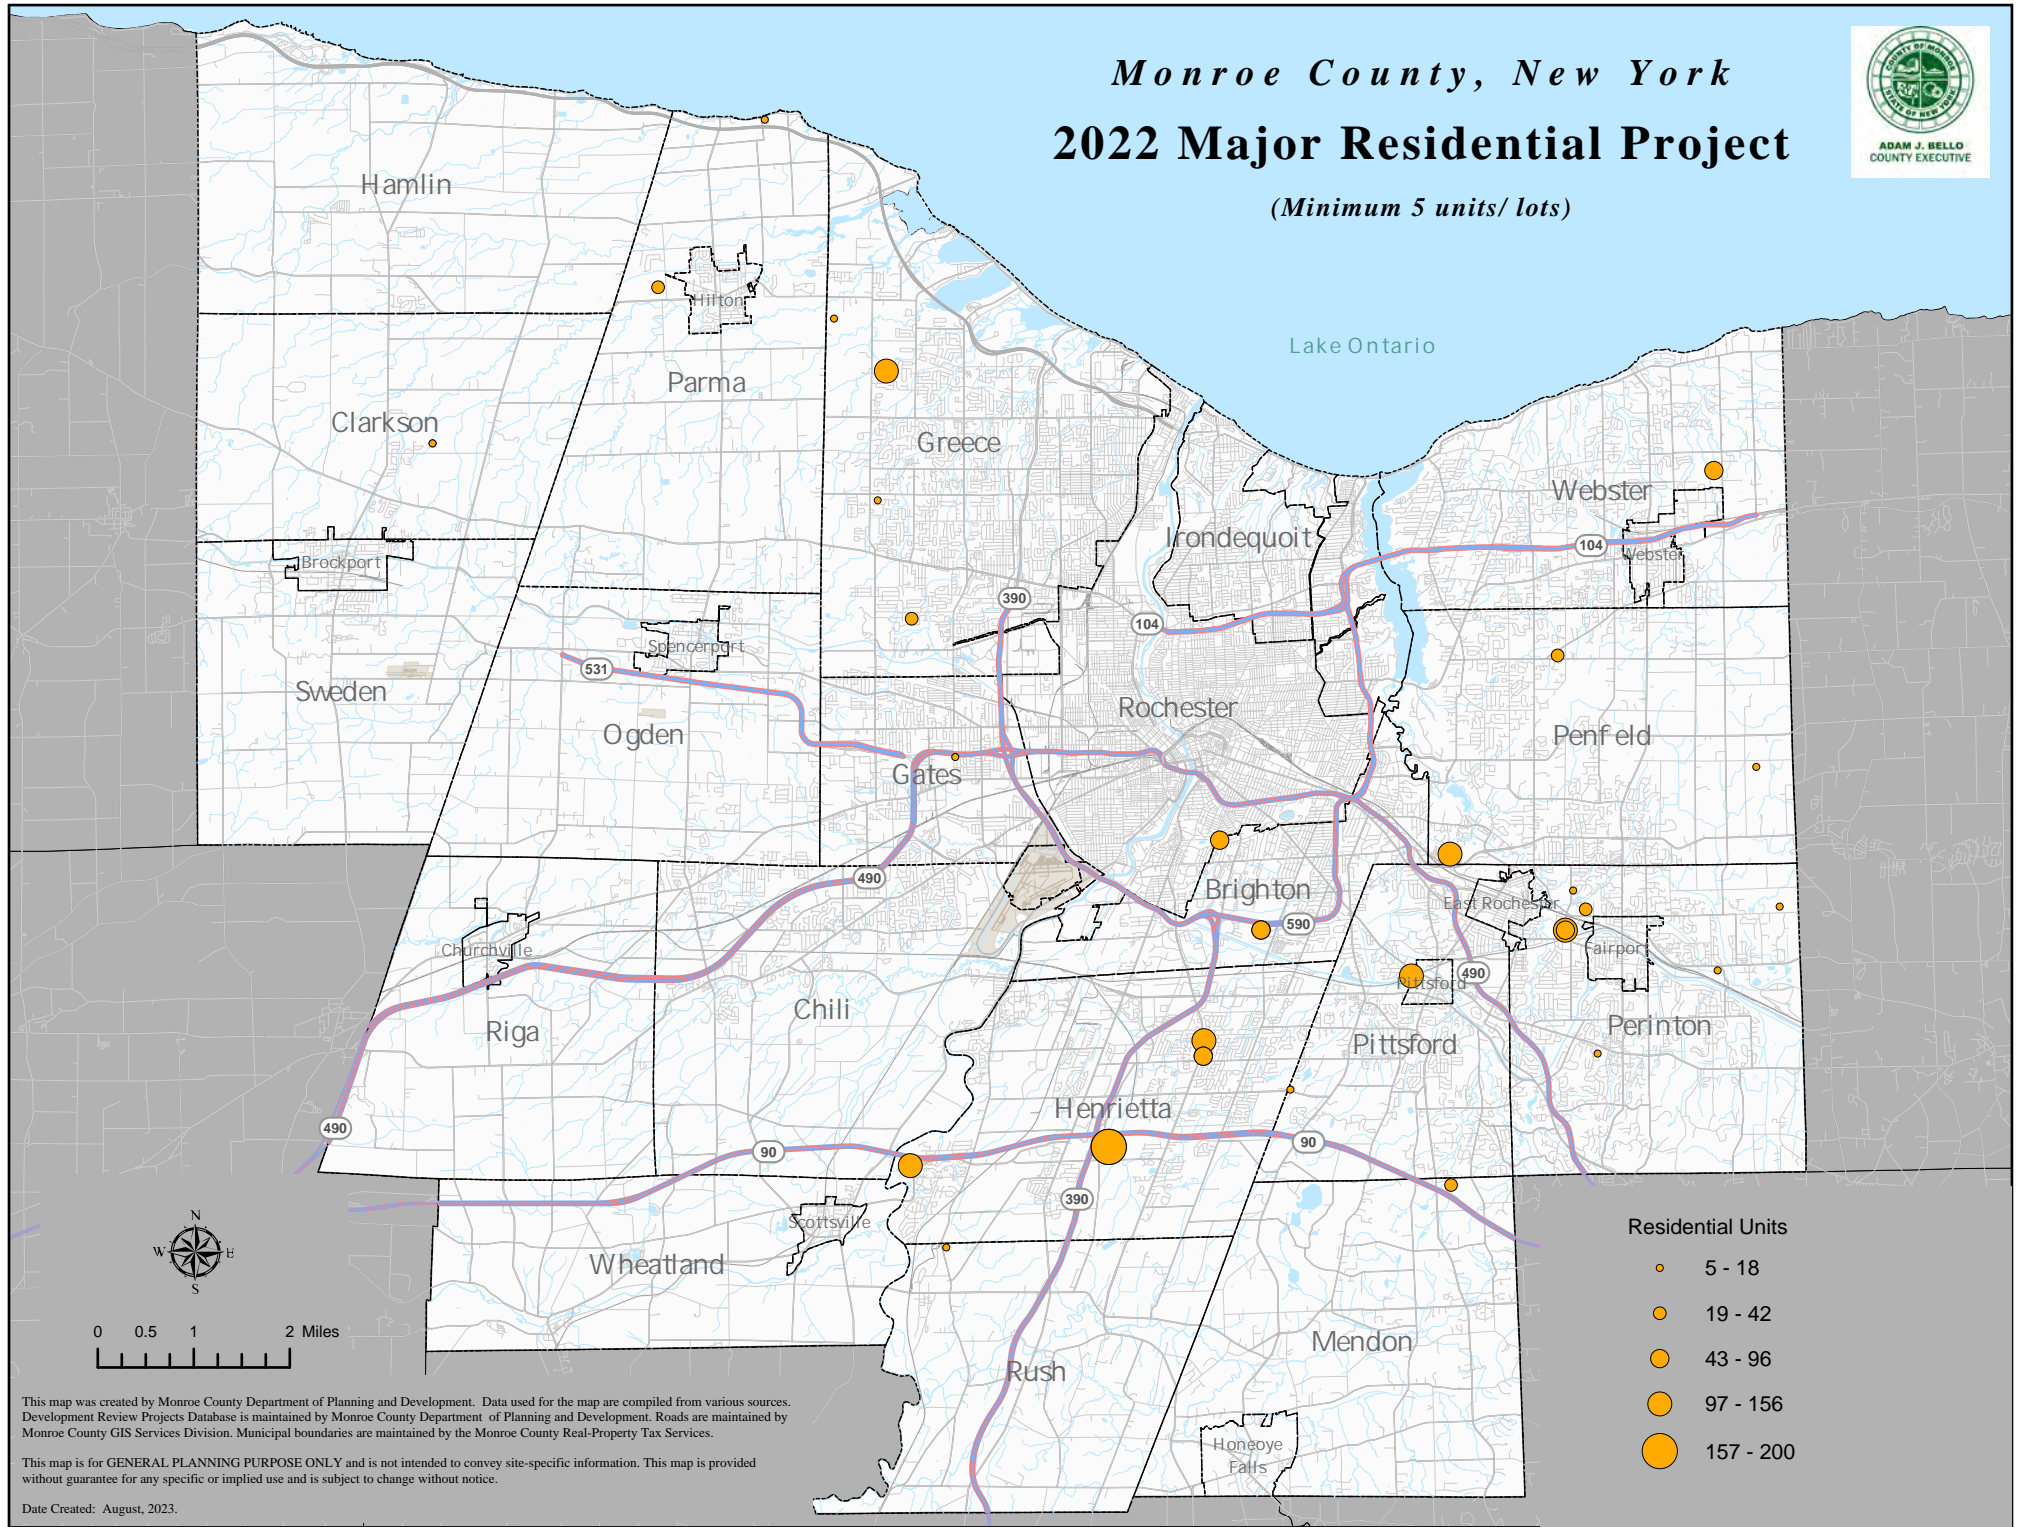 Monroe County, New York
2022 Major Residential Project
(Minimum 5 units/ lots)
COUNTY OF MONROE
STATE OF NEW YORK
ADAM J. BELLO
COUNTY EXECUTIVE
Hamlin
Hilton
Lake Ontario
Parma
Clarkson
Greece
Webster
Irondequoit
104
Webster
Brockport
390
104
Spencerport
531
Sweden
Rochester
Ogden
Penf eld
Gates
490
Brighton
East Rochester
590
Churchville
Fairport
490
Pittsford
Chili
Perinton
Riga
Pittsford
Henrietta
490
90
90
390
Scottsville
Wheatland
Mendon
Rush
Honeoye
Falls
N
W E
S
0 0.5 1 2 Miles
Residential Units
5 - 18
19 - 42
43 - 96
97 - 156
157 - 200
This map was created by Monroe County Department of Planning and Development. Data used for the map are compiled from various sources.
Development Review Projects Database is maintained by Monroe County Department of Planning and Development. Roads are maintained by
Monroe County GIS Services Division. Municipal boundaries are maintained by the Monroe County Real-Property Tax Services.
This map is for GENERAL PLANNING PURPOSE ONLY and is not intended to convey site-specific information. This map is provided
without guarantee for any specific or implied use and is subject to change without notice.
Date Created: August, 2023.